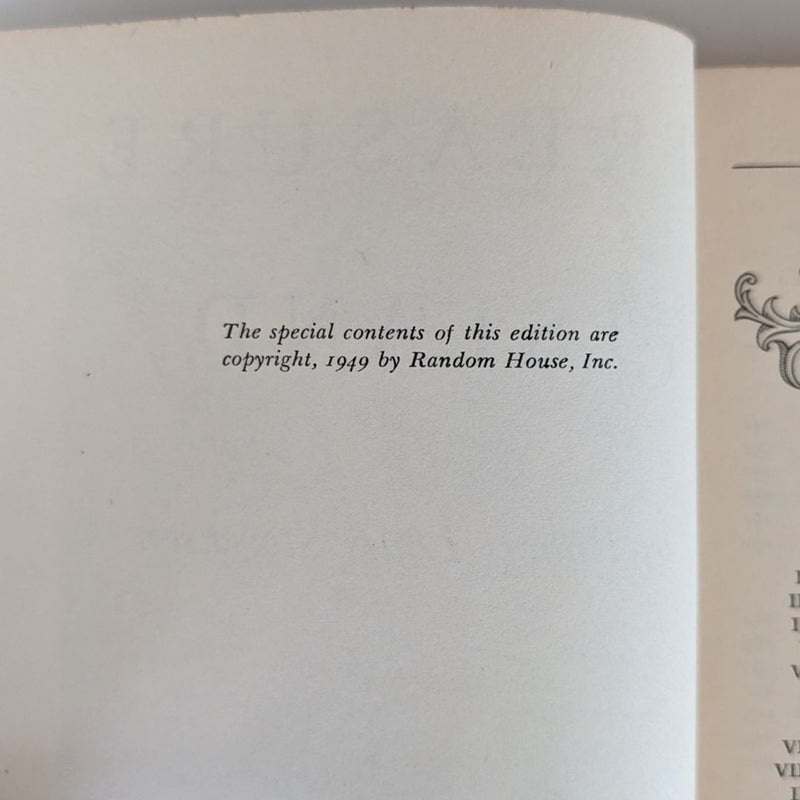 The special contents of this edition are
copyright, 1949 by Random House, Inc.